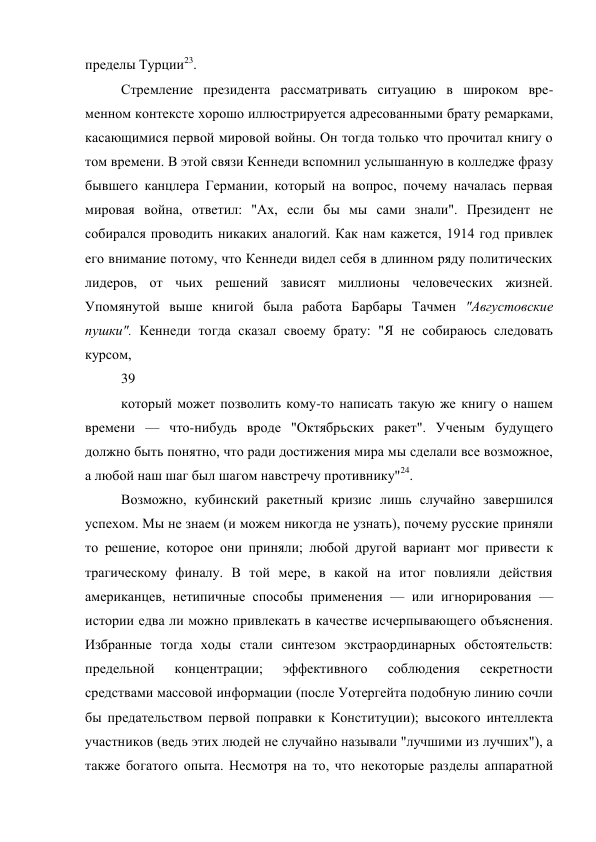 пределы Турции23.
Стремление президента рассматривать ситуацию в широком вре-
менном контексте хорошо иллюстрируется адресованными брату ремарками,
касающимися первой мировой войны. Он тогда только что прочитал книгу о
том времени. В этой связи Кеннеди вспомнил услышанную в колледже фразу
бывшего канцлера Германии, который на вопрос, почему началась первая
мировая война, ответил: "Ах, если бы мы сами знали". Президент не
собирался проводить никаких аналогий. Как нам кажется, 1914 год привлек
его внимание потому, что Кеннеди видел себя в длинном ряду политических
лидеров, от чьих решений зависят миллионы человеческих жизней.
Упомянутой выше книгой была работа Барбары Тачмен "Августовские
пушки". Кеннеди тогда сказал своему брату: "Я не собираюсь следовать
курсом,
39
который может позволить кому-то написать такую же книгу о нашем
времени — что-нибудь вроде "Октябрьских ракет". Ученым будущего
должно быть понятно, что ради достижения мира мы сделали все возможное,
а любой наш шаг был шагом навстречу противнику"24.
Возможно, кубинский ракетный кризис лишь случайно завершился
успехом. Мы не знаем (и можем никогда не узнать), почему русские приняли
то решение, которое они приняли; любой другой вариант мог привести к
трагическому финалу. В той мере, в какой на итог повлияли действия
американцев, нетипичные способы применения — или игнорирования —
истории едва ли можно привлекать в качестве исчерпывающего объяснения.
Избранные тогда ходы стали синтезом экстраординарных обстоятельств:
предельной концентрации; эффективного соблюдения секретности
средствами массовой информации (после Уотергейта подобную линию сочли
бы предательством первой поправки к Конституции); высокого интеллекта
участников (ведь этих людей не случайно называли "лучшими из лучших"), а
также богатого опыта. Несмотря на то, что некоторые разделы аппаратной